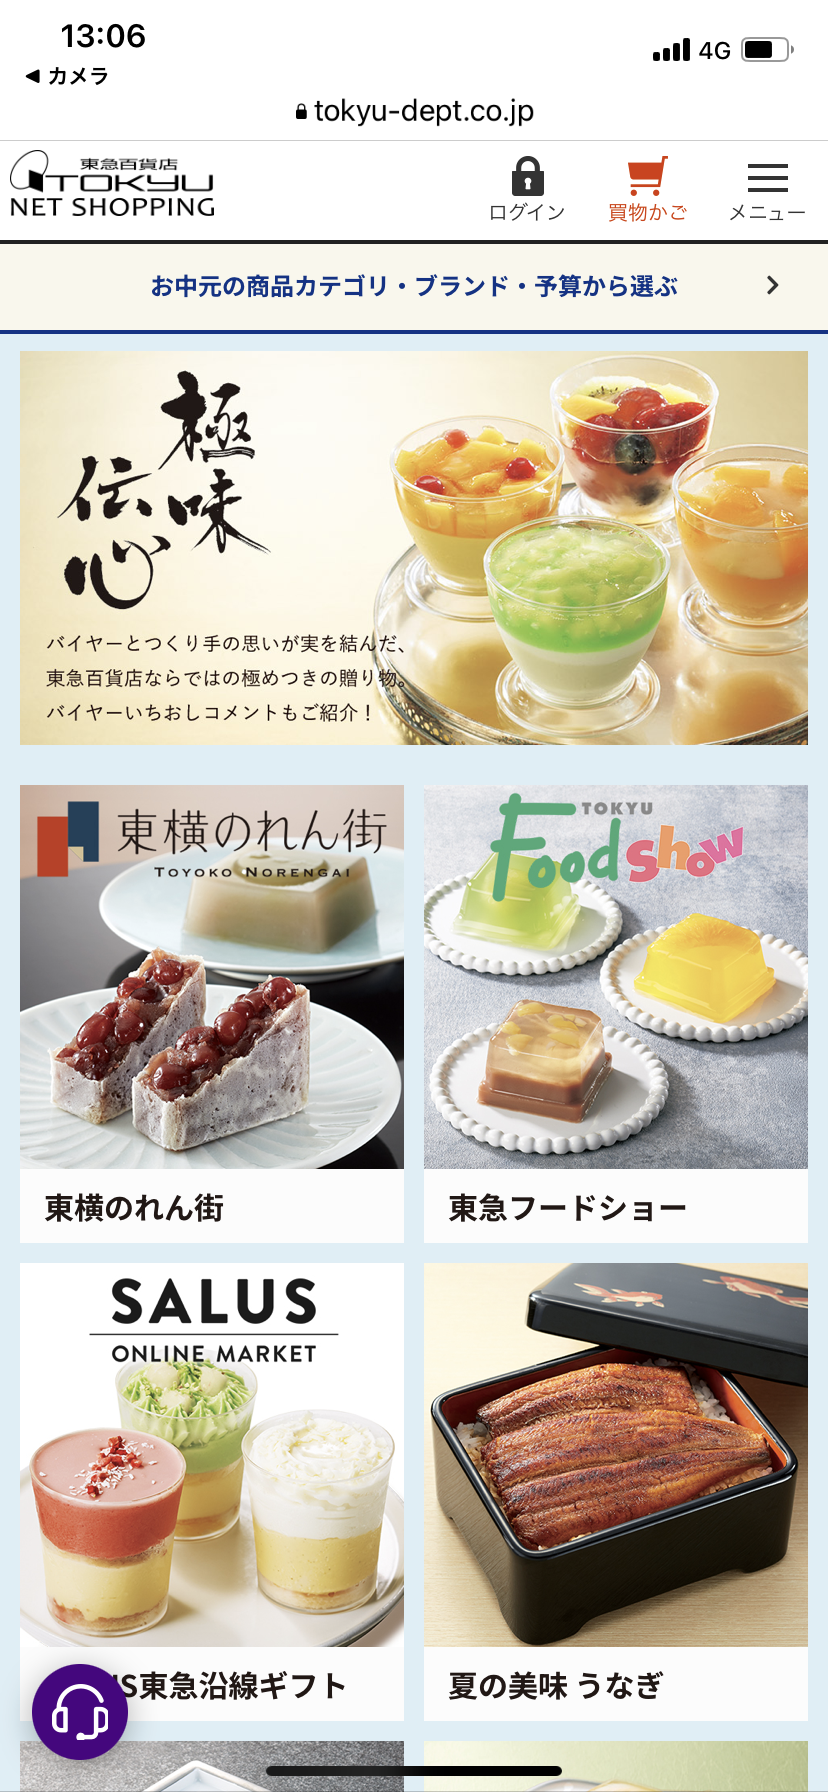 13:06
4G
◀ カメラ
tokyu-dept.co.jp
東急百貨店
TOKYU
NET SHOPPING
ログイン
買物かご
メニュー
お中元の商品カテゴリ・ブランド・予算から選ぶ
極味
伝心
バイヤーとつくり手の思いが実を結んだ、
東急百貨店ならではの極めつきの贈り物。
バイヤーいちおしコメントもご紹介！
東横のれん街
TOYOKO NORENGAI
TOKYU
Food Show
東横のれん街
東急フードショー
SALUS
ONLINE MARKET
S東急沿線ギフト
夏の美味 うなぎ